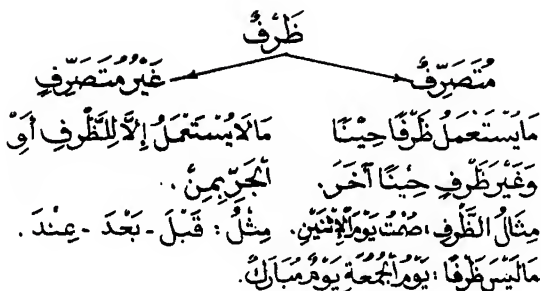 ظَرْفٌ
مُتَصَرِّفٌ
غَيْرُ مُتَصَرِّفٍ
مَا يُسْتَعْمَلُ ظَرْفًا حِيْنًا
وَغَيْرَ ظَرْفٍ حِيْنًا آخَرَ.
مِثَالُ الظَّرْفِ: صُمْتُ يَوْمَ الْإِثْنَيْنِ.
مَا لَيْسَ ظَرْفًا: يَوْمُ الْجُمُعَةِ يَوْمٌ مُبَارَكٌ.
مَا لَا يُسْتَعْمَلُ إِلَّا لِلظَّرْفِ أَوْ
الْجَرِّ بِمِنْ.
مِثْلُ: قَبْلَ - بَعْدَ - عِنْدَ.